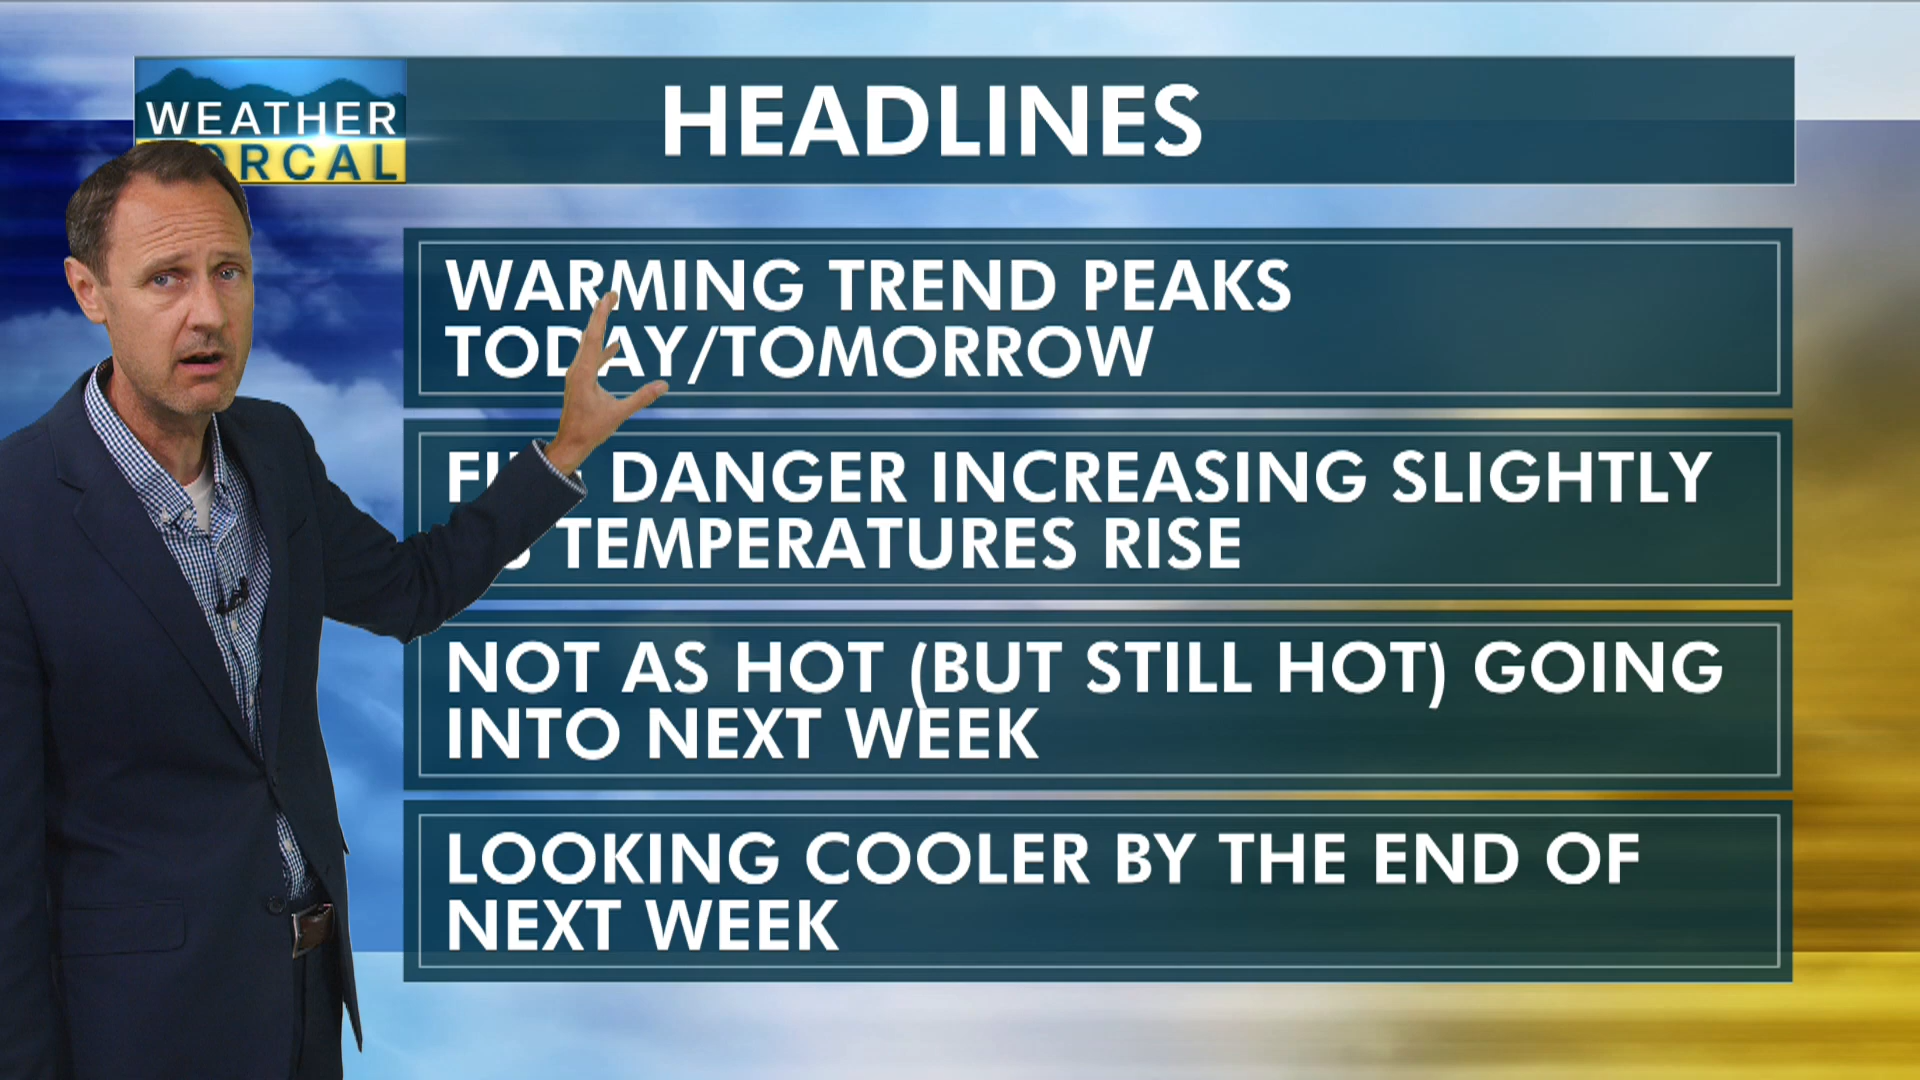 WEATHER
HEADLINES
WARMING TREND PEAKS
TODAY/TOMORROW
DANGER INCREASING SLIGHTLY
TEMPERATURES RISE
NOT AS HOT (BUT STILL HOT) GOING
INTO NEXT WEEK
LOOKING COOLER BY THE END OF
NEXT WEEK